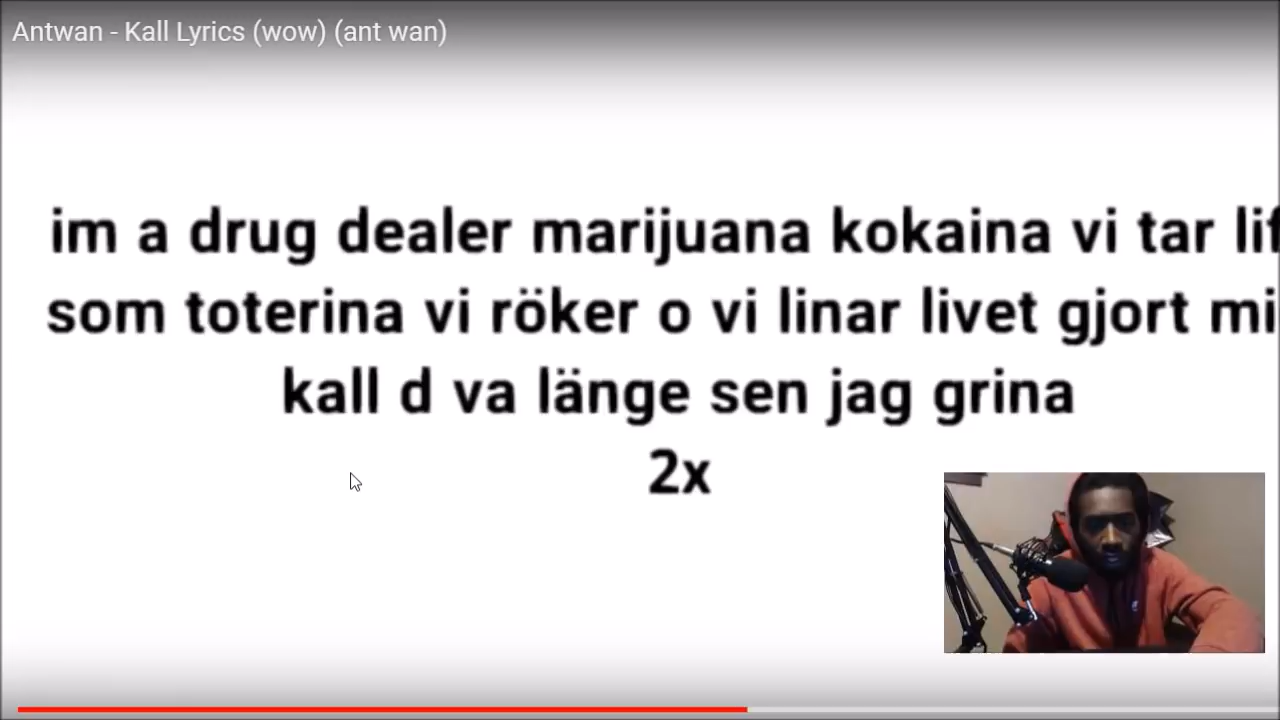 Antwan - Kall Lyrics (wow) (ant wan)
im a drug dealer marijuana kokaina vi tar
som toterina vi röker o vi linar livet gjort
kall d va länge sen jag grina
2x